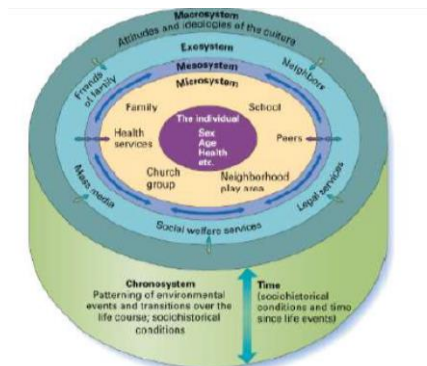 Macrosystem
Attitudes and ideologies of the culture
Exosystem
Mesosystem
Microsystem
Friends
of family
Neighbors
Family
School
The individual
Sex
Age
Health
etc.
Health
services
Peers
Church
group
Neighborhood
play area
Mass media
Legal services
Social welfare services
Chronosystem
Patterning of environmental
events and transitions over the
life course; sociohistorical
conditions
Time
(sociohistorical
conditions and time
since life events)